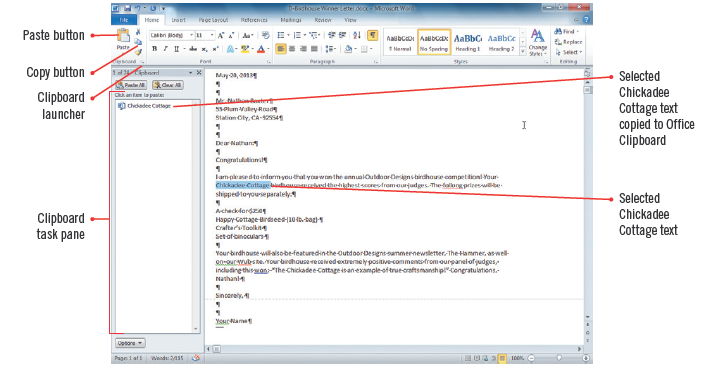 D-Birdhouse Winner Letter.docx - Microsoft Word
File Home Insert Page Layout References Mailings Review View
Paste button
Calibri (Body) 11
AaBbCcDc AaBbCcDc AaBbC AaBbCc
Paste
¶ Normal No Spacing Heading 1 Heading 2
Change Styles
Find
Replace
Select
Clipboard Font Paragraph Styles Editing
Copy button
Clipboard launcher
1 of 24 - Clipboard
Paste All Clear All
Click an item to paste:
Chickadee Cottage
Clipboard
task pane
Options
May 20, 2013¶
¶
¶
Mr. Nathan Baxter¶
55 Plum Valley Road¶
Station City, CA 92554¶
¶
¶
Dear Nathan:¶
¶
Congratulations!¶
¶
I am pleased to inform you that you won the annual Outdoor Designs birdhouse competition! Your
Chickadee Cottage birdhouse received the highest scores from our judges. The follong prizes will be
shipped to you separately:¶
¶
A check for $250¶
Happy Cottage Birdseed (10 lb. bag)¶
Crafter's Toolkit¶
Set of binoculars¶
¶
Your birdhouse will also be featured in the Outdoor Designs summer newsletter, The Hammer, as well
on our Wub site. Your birdhouse received extremely positive comments from our panel of judges,
including this won: "The Chickadee Cottage is an example of true craftsmanship!" Congratulations,
Nathan!¶
¶
Sincerely, ¶
¶
¶
Your Name¶
Selected
Chickadee
Cottage text
copied to Office
Clipboard
Selected
Chickadee
Cottage text
Page: 1 of 1 Words: 2/115
100%